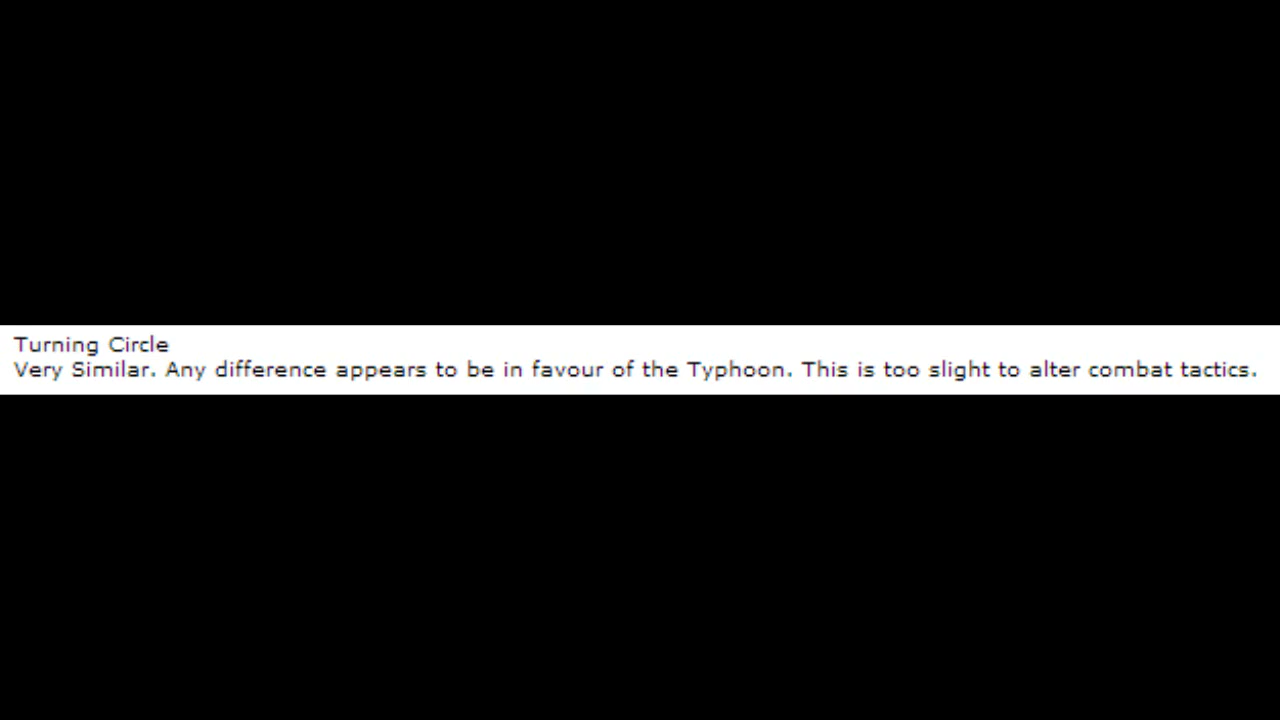 Turning Circle
Very Similar. Any difference appears to be in favour of the Typhoon. This is too slight to alter combat tactics.